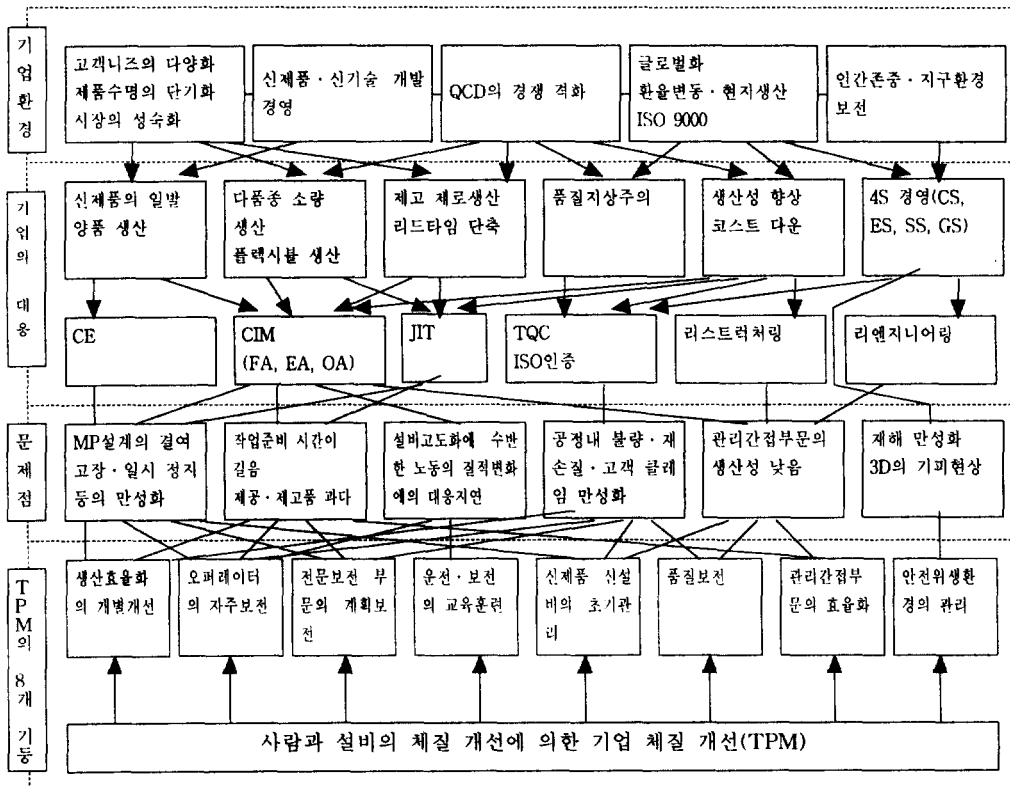 기업환경
고객니즈의 다양화
제품수명의 단기화
시장의 성숙화
신제품·신기술 개발
경영
QCD의 경쟁 격화
글로벌화
환율변동·현지생산
ISO 9000
인간존중·지구환경
보전
기업의 대응
신제품의 일발
양품 생산
다품종 소량
생산
플랙시블 생산
제고 제로생산
리드타임 단축
품질지상주의
생산성 향상
코스트 다운
4S 경영(CS,
ES, SS, GS)
CE
CIM
(FA, EA, OA)
JIT
TQC
ISO인증
리스트럭처링
리엔지니어링
문제점
MP설계의 결여
고장·일시 정지
등의 만성화
작업준비 시간이
길음
제공·제고품 과다
설비고도화에 수반
한 노동의 질적변화
에의 대응지연
공정내 불량·재
손질·고객 클레
임 만성화
관리간접부문의
생산성 낮음
재해 만성화
3D의 기피현상
TPM의 8개 기둥
생산효율화
의 개별개선
오퍼레이터
의 자주보전
전문보전 부
문의 계획보
전
운전·보전
의 교육훈련
신제품 신설
비의 초기관
리
품질보전
관리간접부
문의 효율화
안전위생환
경의 관리
사람과 설비의 체질 개선에 의한 기업 체질 개선(TPM)